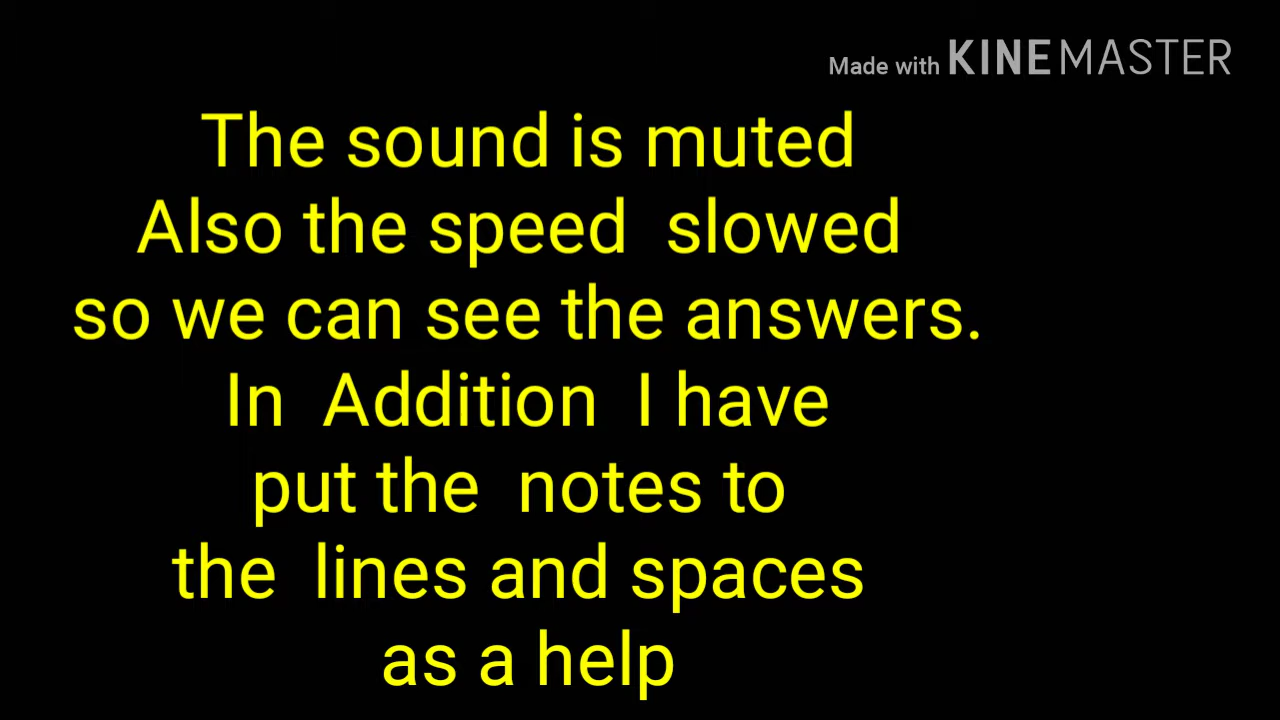 Made with KINEMASTER
The sound is muted
Also the speed slowed
so we can see the answers.
In Addition I have
put the notes to
the lines and spaces
as a help